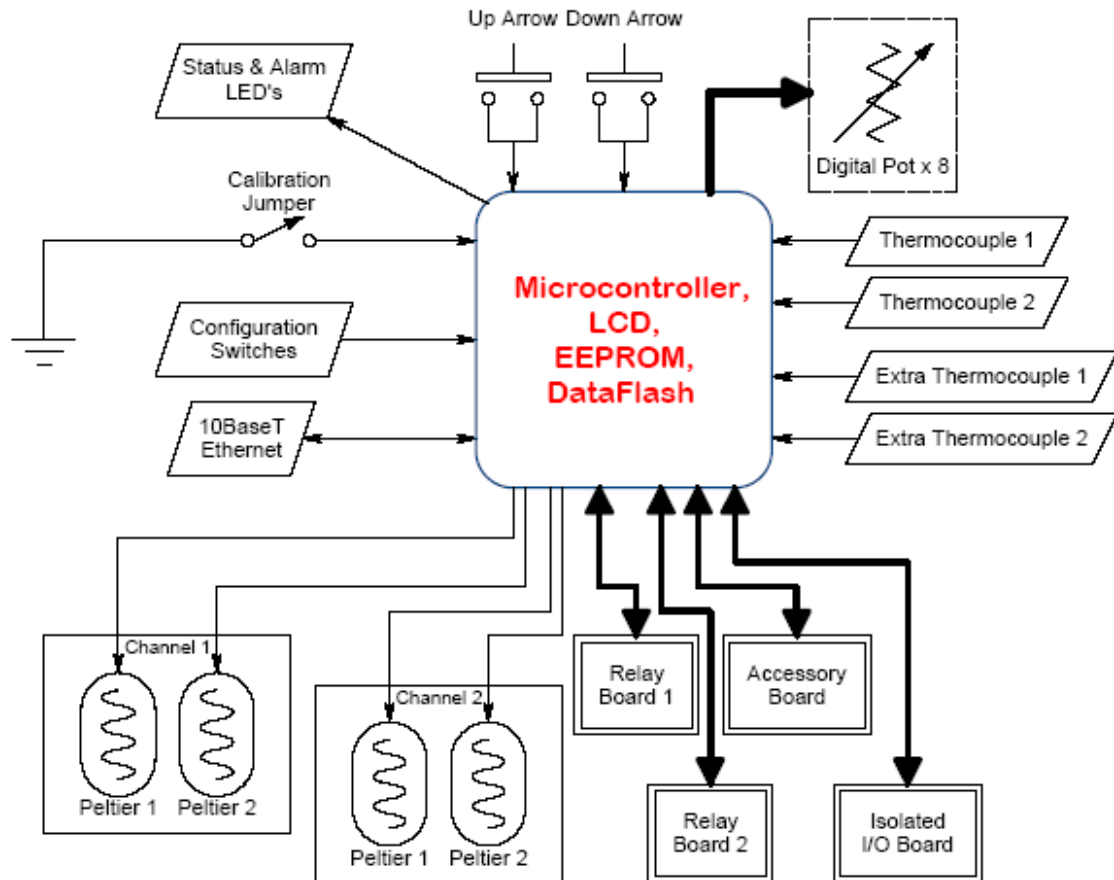 Up Arrow Down Arrow
Status & Alarm
LED's
Digital Pot x 8
Calibration
Jumper
Thermocouple 1
Microcontroller,
LCD,
EEPROM,
DataFlash
Thermocouple 2
Configuration
Switches
Extra Thermocouple 1
10BaseT
Ethernet
Extra Thermocouple 2
Channel 1
Peltier 1
Peltier 2
Channel 2
Peltier 1
Peltier 2
Relay
Board 1
Accessory
Board
Relay
Board 2
Isolated
I/O Board